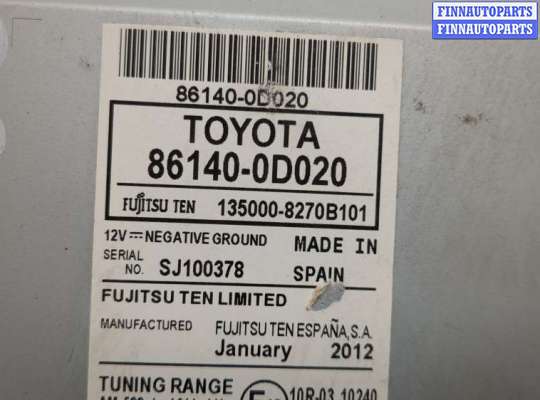 FINNAUTOPARTS
FINNAUTOPARTS
86140-0D020
TOYOTA
86140-0D020
FUJITSU TEN 135000-8270B101
12V NEGATIVE GROUND MADE IN
SERIAL NO. SJ100378 SPAIN
FUJITSU TEN LIMITED
MANUFACTURED FUJITSU TEN ESPAÑA, S.A.
January 2012
TUNING RANGE
10R-03 10240